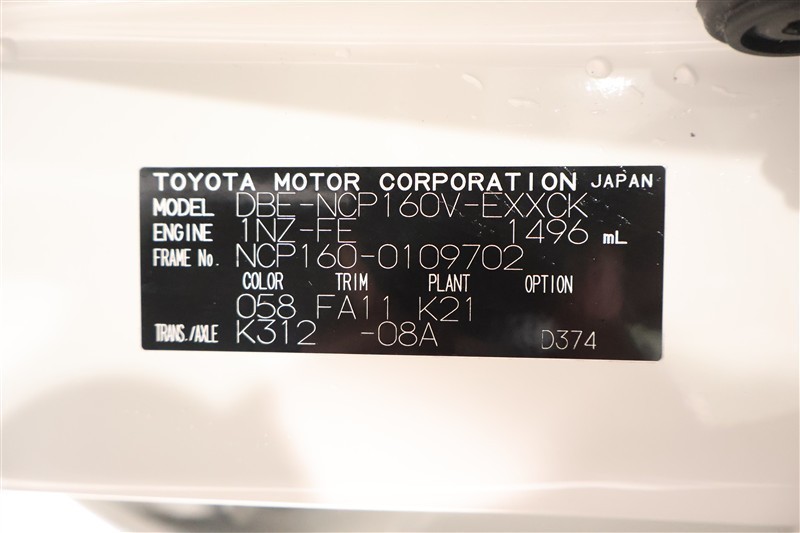 TOYOTA MOTOR CORPORATION JAPAN
MODEL DBE-NCP160V-EXXCK
ENGINE 1NZ-FE 1496 mL
FRAME No. NCP160-0109702
COLOR TRIM PLANT OPTION
058 FA11 K21
TRANS./AXLE K312 -08A D374